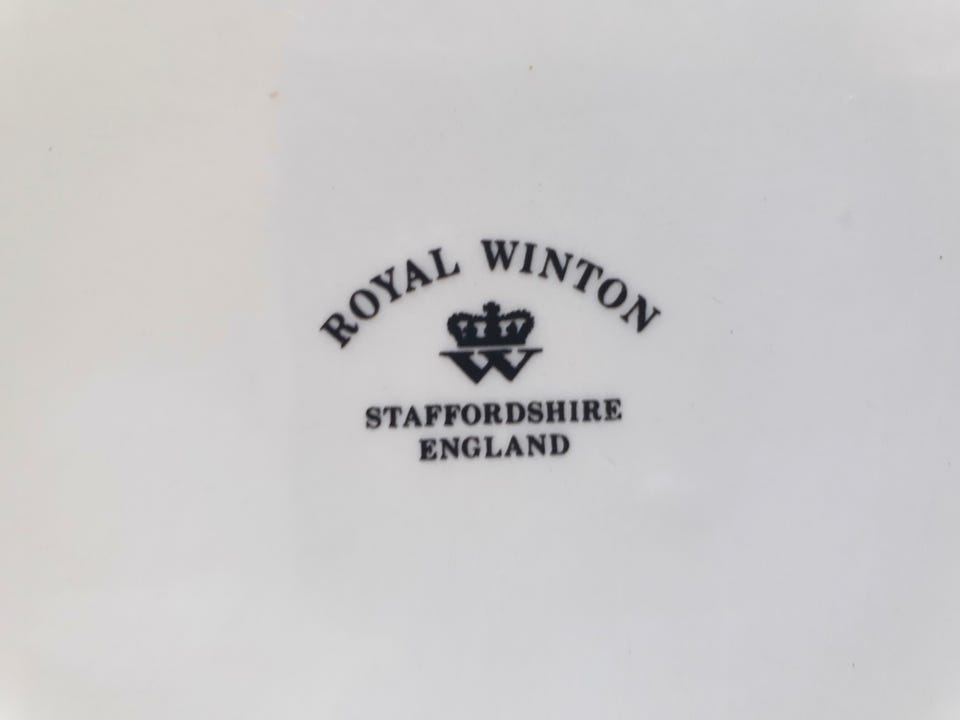 ROYAL WINTON
W
STAFFORDSHIRE
ENGLAND